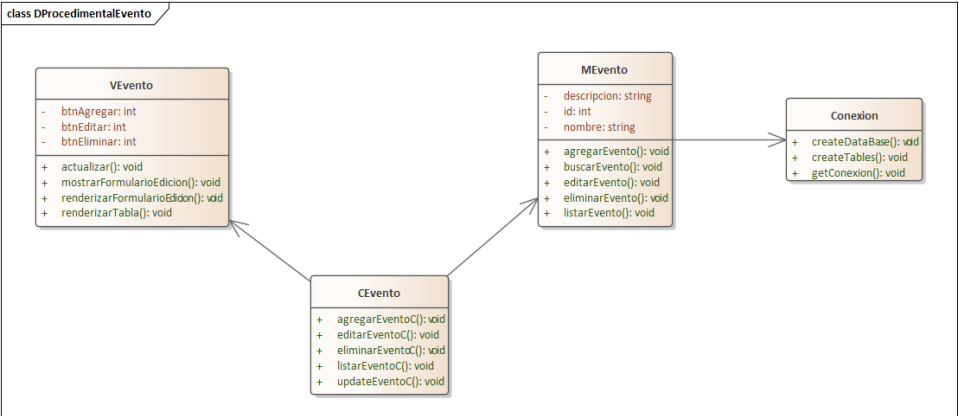 class DProcedimentalEvento
VEvento
- btnAgregar: int
- btnEditar: int
- btnEliminar: int
+ actualizar(): void
+ mostrarFormularioEdicion(): void
+ renderizarFormularioEdicion(): void
+ renderizarTabla(): void
MEvento
- descripcion: string
- id: int
- nombre: string
+ agregarEvento(): void
+ buscarEvento(): void
+ editarEvento(): void
+ eliminarEvento(): void
+ listarEvento(): void
Conexion
+ createDataBase(): void
+ createTables(): void
+ getConexion(): void
CEvento
+ agregarEventoC(): void
+ editarEventoC(): void
+ eliminarEventoC(): void
+ listarEventoC(): void
+ updateEventoC(): void